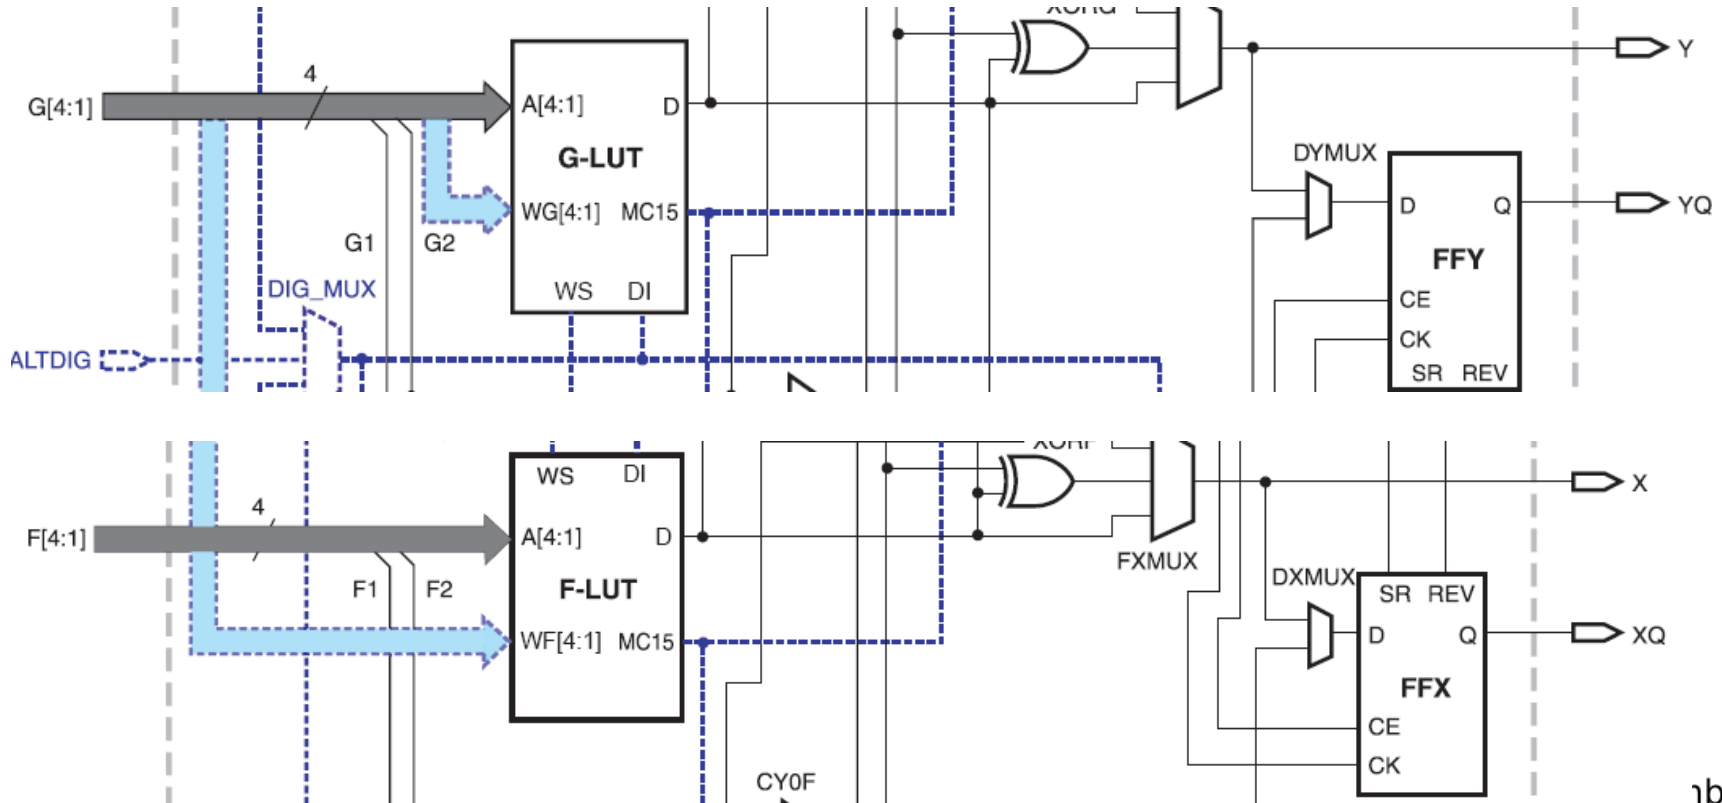 XORG
4
Y
G[4:1]
A[4:1]
D
G-LUT
DYMUX
WG[4:1]
MC15
D
Q
YQ
G1
G2
FFY
DIG_MUX
WS
DI
CE
CK
ALTDIG
SR
REV
WS
DI
XORF
X
4
F[4:1]
A[4:1]
D
FXMUX
F1
F2
F-LUT
DXMUX
SR
REV
WF[4:1]
MC15
D
Q
XQ
FFX
CE
CK
CY0F